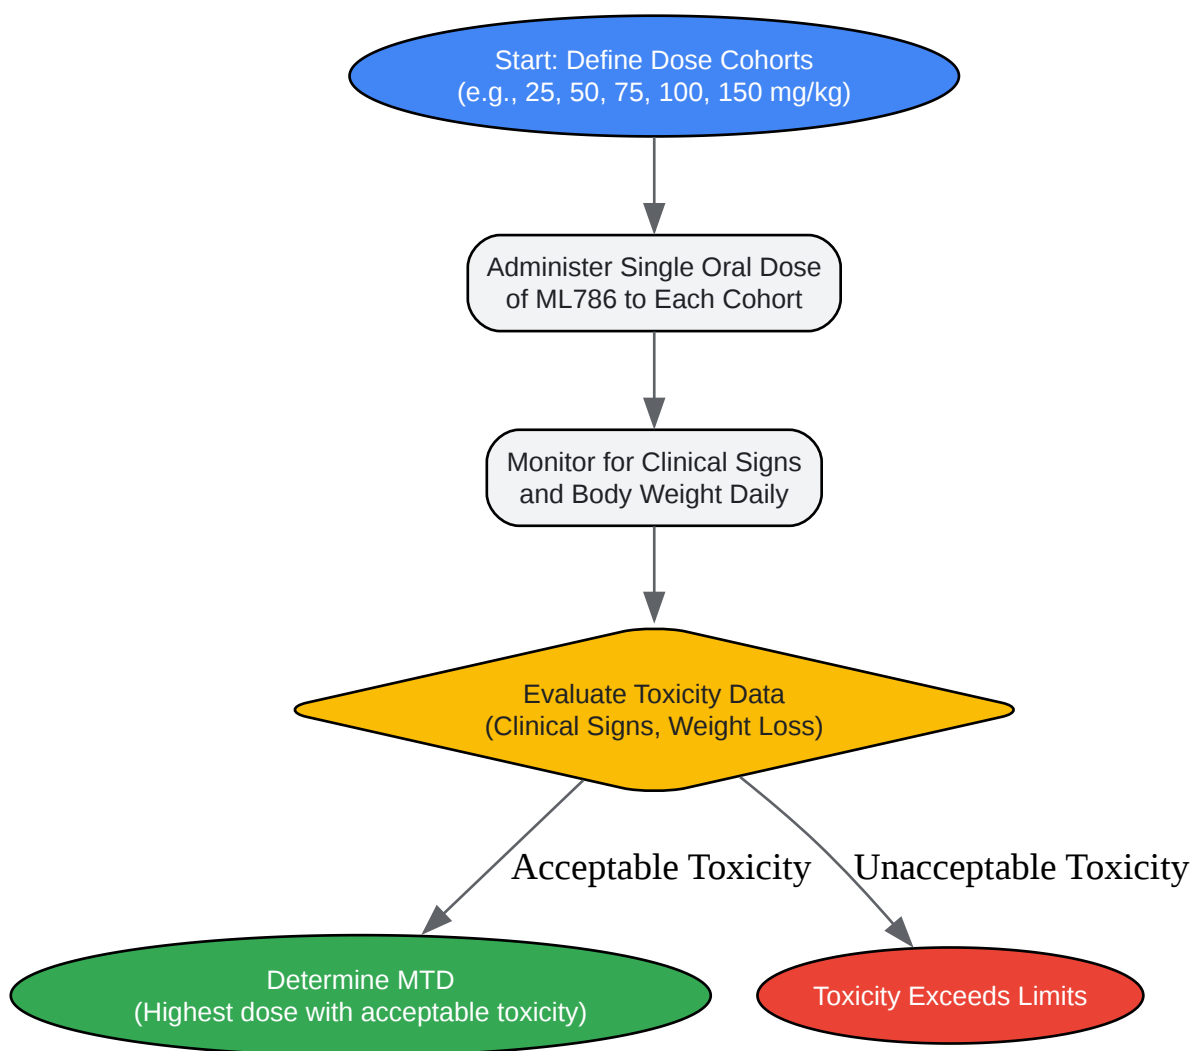 Start: Define Dose Cohorts
(e.g., 25, 50, 75, 100, 150 mg/kg)
Administer Single Oral Dose
of ML786 to Each Cohort
Monitor for Clinical Signs
and Body Weight Daily
Evaluate Toxicity Data
(Clinical Signs, Weight Loss)
Acceptable Toxicity
Unacceptable Toxicity
Determine MTD
(Highest dose with acceptable toxicity)
Toxicity Exceeds Limits